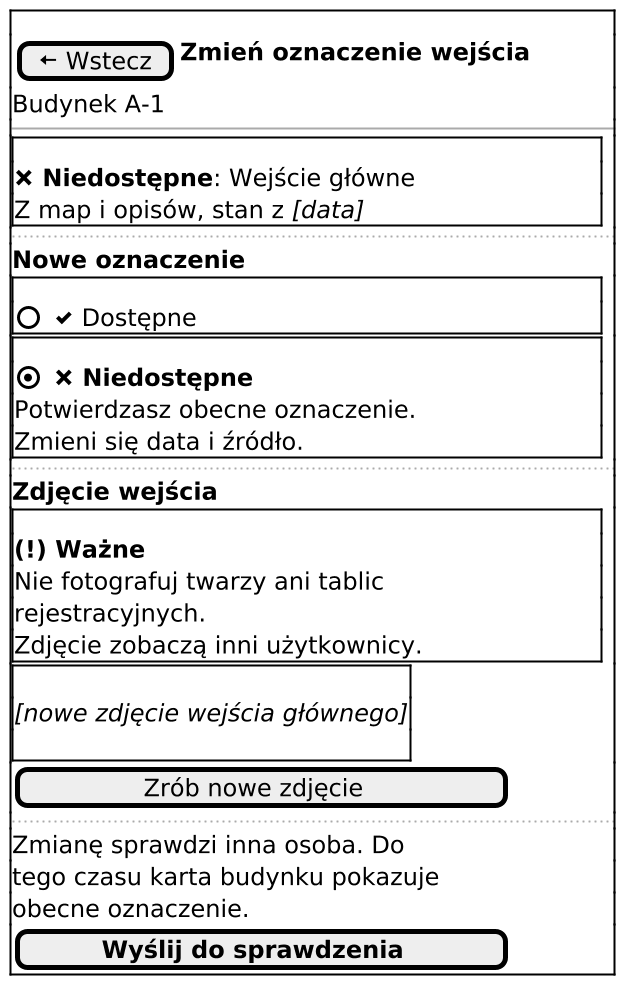 ← Wstecz Zmień oznaczenie wejścia
Budynek A-1
✕ Niedostępne: Wejście główne
Z map i opisów, stan z [data]
Nowe oznaczenie
✓ Dostępne
✕ Niedostępne
Potwierdzasz obecne oznaczenie.
Zmieni się data i źródło.
Zdjęcie wejścia
(!) Ważne
Nie fotografuj twarzy ani tablic
rejestracyjnych.
Zdjęcie zobaczą inni użytkownicy.
[nowe zdjęcie wejścia głównego]
Zrób nowe zdjęcie
Zmianę sprawdzi inna osoba. Do
tego czasu karta budynku pokazuje
obecne oznaczenie.
Wyślij do sprawdzenia